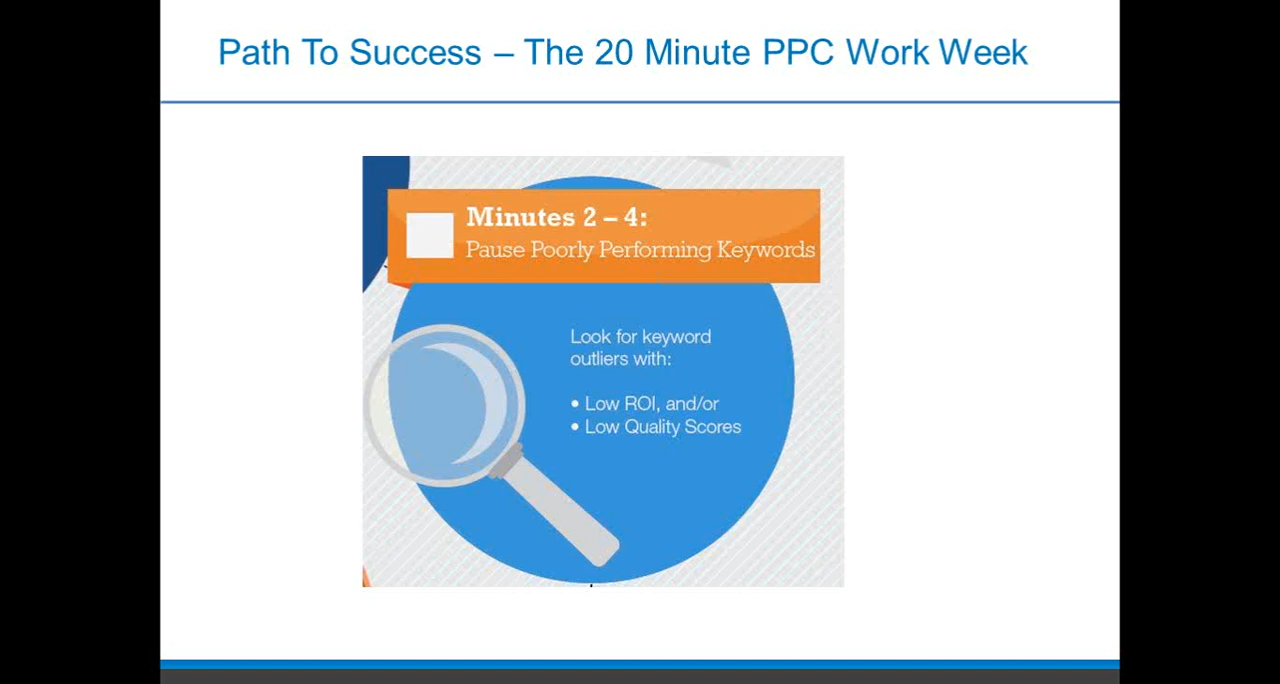 Path To Success – The 20 Minute PPC Work Week
Minutes 2 – 4:
Pause Poorly Performing Keywords
Look for keyword
outliers with:
• Low ROI, and/or
• Low Quality Scores